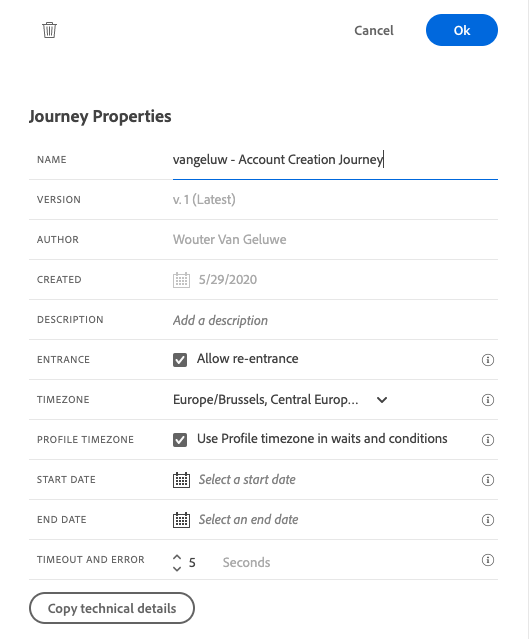 Cancel Ok
Journey Properties
NAME vangeluw - Account Creation Journey
VERSION v. 1 (Latest)
AUTHOR Wouter Van Geluwe
CREATED 5/29/2020
DESCRIPTION Add a description
ENTRANCE Allow re-entrance
TIMEZONE Europe/Brussels, Central Europ...
PROFILE TIMEZONE Use Profile timezone in waits and conditions
START DATE Select a start date
END DATE Select an end date
TIMEOUT AND ERROR 5 Seconds
Copy technical details